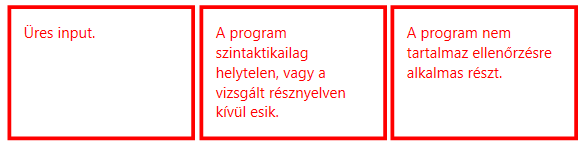 Üres input.
A program
szintaktikailag
helytelen, vagy a
vizsgált résznyelven
kívül esik.
A program nem
tartalmaz ellenőrzésre
alkalmas részt.